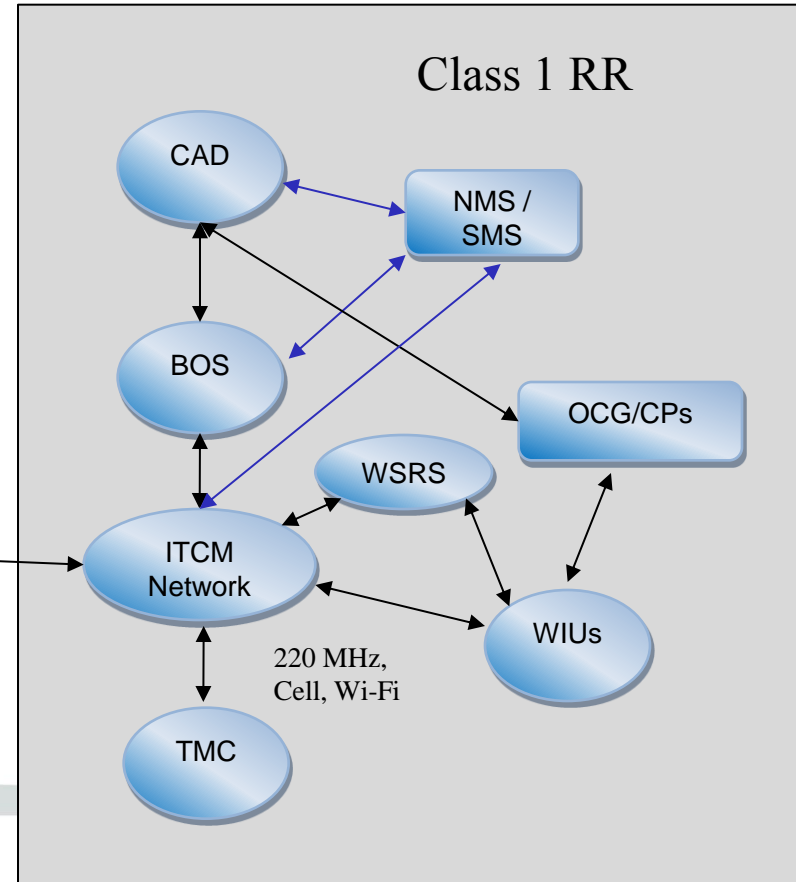 Class 1 RR
CAD
NMS /
SMS
BOS
OCG/CPs
WSRS
ITCM
Network
WIUs
220 MHz,
Cell, Wi-Fi
TMC